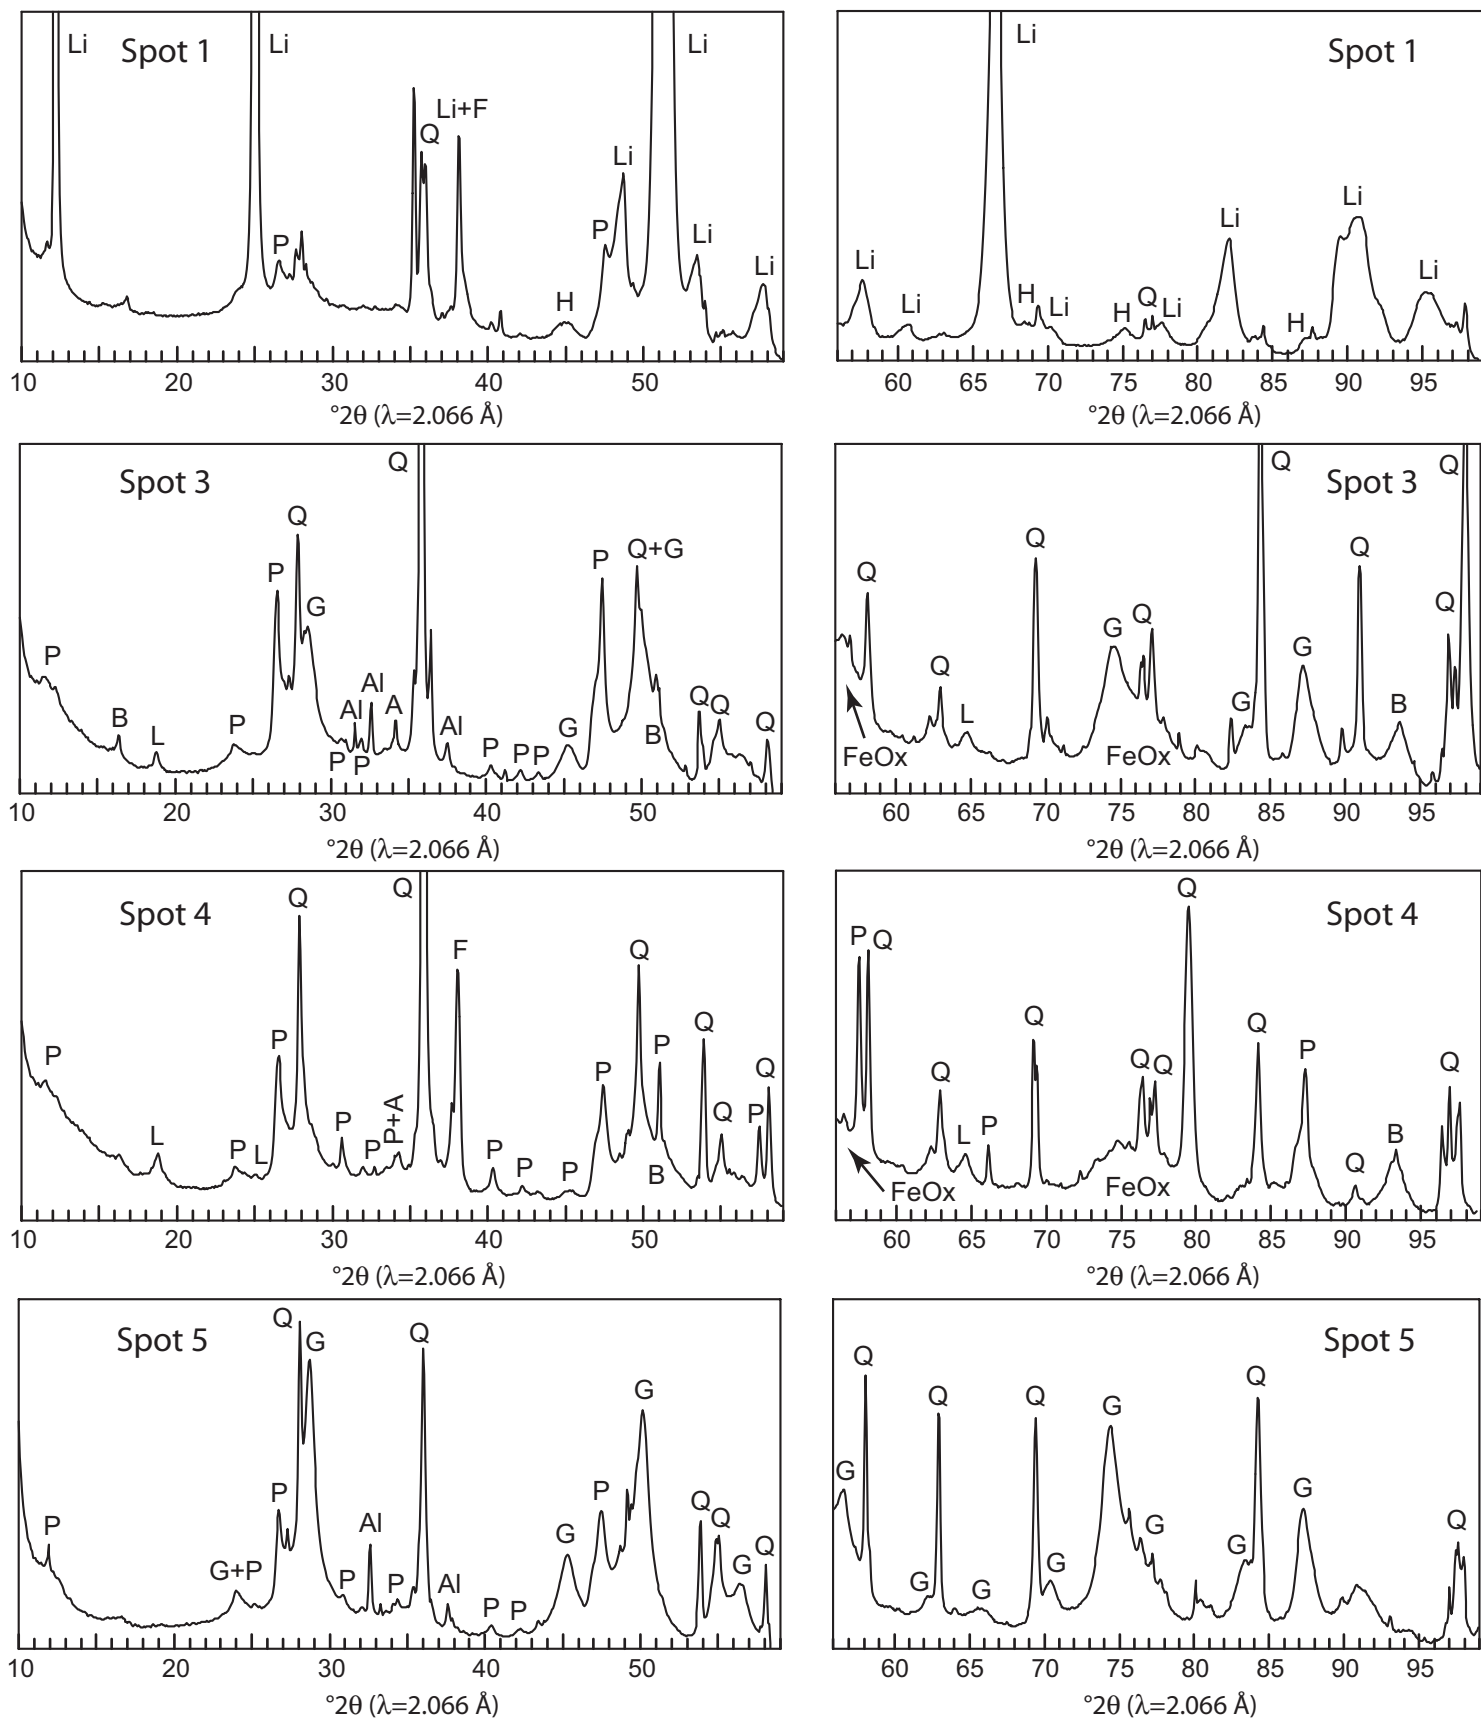 Li Spot 1 Li Li
P Q Li+F H P Li Li Li
10 20 30 40 50
°2θ (λ=2.066 Å)
Li Spot 1
Li Li H Li H Q Li Li H Li Li
60 65 70 75 80 85 90 95
°2θ (λ=2.066 Å)
Spot 3 Q
P B L P P Q G P Al P Al A Al P P P G P Q+G B Q Q Q
10 20 30 40 50
°2θ (λ=2.066 Å)
Spot 3 Q Q
FeOx Q Q L Q G FeOx Q G G Q B Q
60 65 70 75 80 85 90 95
°2θ (λ=2.066 Å)
Spot 4 Q Q
P L P L P P P P+A F P P P P Q P B Q Q P Q
10 20 30 40 50
°2θ (λ=2.066 Å)
Q Spot 4
P Q FeOx Q L P Q FeOx Q Q Q P Q B Q
60 65 70 75 80 85 90 95
°2θ (λ=2.066 Å)
Spot 5 Q G Q
P G+P P P Al P Al P P G P G Q Q G Q
10 20 30 40 50
°2θ (λ=2.066 Å)
Spot 5
G Q G Q G Q G G G G Q G Q
60 65 70 75 80 85 90 95
°2θ (λ=2.066 Å)